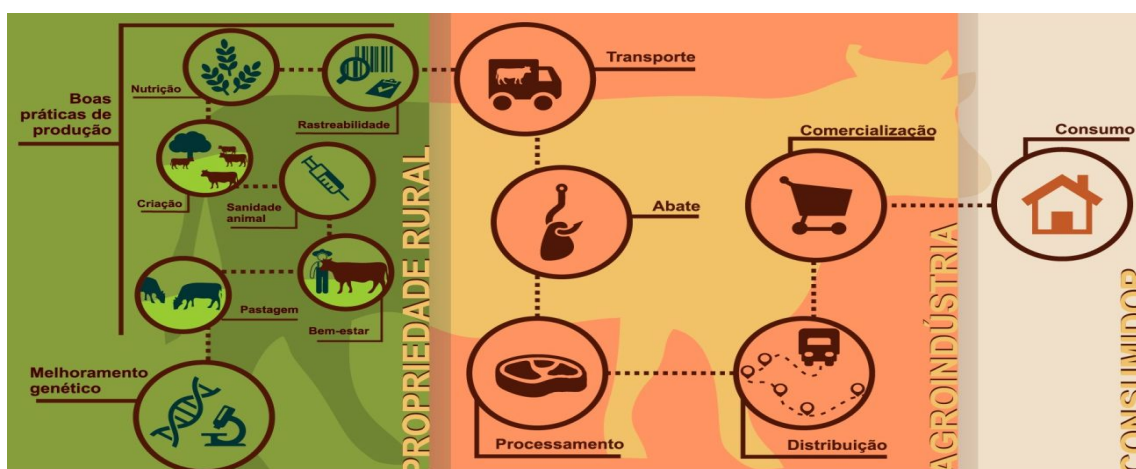 Boas
práticas de
produção
Nutrição
Rastreabilidade
Criação
Sanidade
animal
Pastagem
Bem-estar
Melhoramento
genético
PROPRIEDADE RURAL
Transporte
Abate
Processamento
Distribuição
Comercialização
AGROINDÚSTRIA
Consumo
CONSUMIDOR